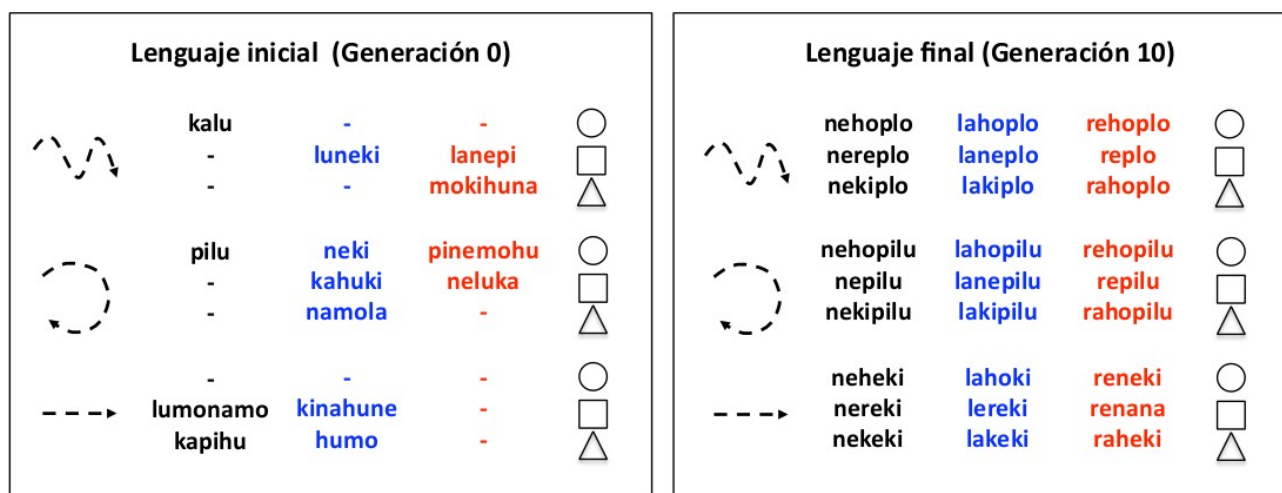 Lenguaje inicial (Generación 0)
kalu - -
- luneki lanepi
- - mokihuna
pilu neki pinemohu
- kahuki neluka
- namola -
- - -
lumonamo kinahune -
kapihu humo -
Lenguaje final (Generación 10)
nehoplo lahoplo rehoplo
nereplo laneplo replo
nekiplo lakiplo rahoplo
nehopilu lahopilu rehopilu
nepilu lanepilu repilu
nekipilu lakipilu rahopilu
neheki lahoki reneki
nereki lereki renana
nekeki lakeki raheki